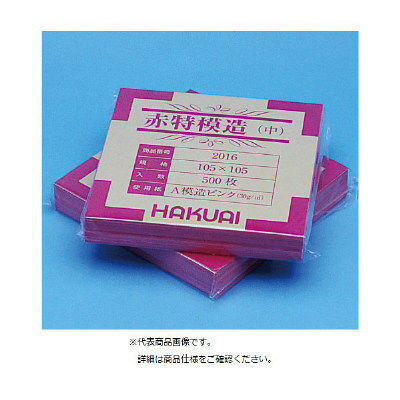 赤特模造（中）
商品番号 2016
規格 105×105
入数 500枚
使用紙 A模造ピンク(30g/㎡)
HAKUAI
※代表商品画像です。
詳細は商品仕様をご確認ください。